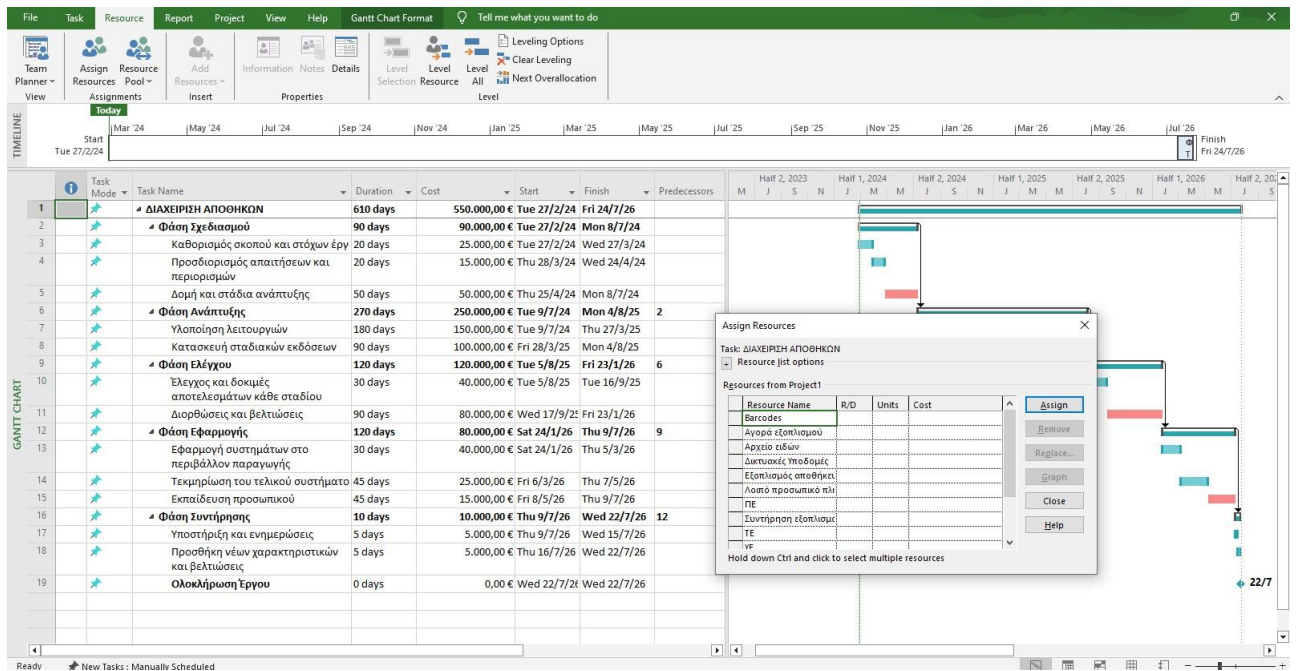 File Task Resource Report Project View Help Gantt Chart Format Tell me what you want to do
Team Planner
Assign Resources
Resource Pool
Add Resources
Information Notes Details
Level Selection
Level Resource
Level All
Leveling Options
Clear Leveling
Next Overallocation
View Assignments Insert Properties Level
TIMELINE
Today
Mar '24 May '24 Jul '24 Sep '24 Nov '24 Jan '25 Mar '25 May '25 Jul '25 Sep '25 Nov '25 Jan '26 Mar '26 May '26 Jul '26
Start
Tue 27/2/24
Φ
Τ
Finish
Fri 24/7/26
GANTT CHART
Task Mode Task Name Duration Cost Start Finish Predecessors
Half 2, 2023 Half 1, 2024 Half 2, 2024 Half 1, 2025 Half 2, 2025 Half 1, 2026 Half 2, 202
M J S N J M M J S N J M M J S N J M M J S
1 ΔΙΑΧΕΙΡΙΣΗ ΑΠΟΘΗΚΩΝ 610 days 550.000,00 € Tue 27/2/24 Fri 24/7/26
2 Φάση Σχεδιασμού 90 days 90.000,00 € Tue 27/2/24 Mon 8/7/24
3 Καθορισμός σκοπού και στόχων έργ 20 days 25.000,00 € Tue 27/2/24 Wed 27/3/24
4 Προσδιορισμός απαιτήσεων και 20 days 15.000,00 € Thu 28/3/24 Wed 24/4/24
περιορισμών
5 Δομή και στάδια ανάπτυξης 50 days 50.000,00 € Thu 25/4/24 Mon 8/7/24
6 Φάση Ανάπτυξης 270 days 250.000,00 € Tue 9/7/24 Mon 4/8/25 2
7 Υλοποίηση λειτουργιών 180 days 150.000,00 € Tue 9/7/24 Thu 27/3/25
8 Κατασκευή σταδιακών εκδόσεων 90 days 100.000,00 € Fri 28/3/25 Mon 4/8/25
9 Φάση Ελέγχου 120 days 120.000,00 € Tue 5/8/25 Fri 23/1/26 6
10 Έλεγχος και δοκιμές 30 days 40.000,00 € Tue 5/8/25 Tue 16/9/25
αποτελεσμάτων κάθε σταδίου
11 Διορθώσεις και βελτιώσεις 90 days 80.000,00 € Wed 17/9/25 Fri 23/1/26
12 Φάση Εφαρμογής 120 days 80.000,00 € Sat 24/1/26 Thu 9/7/26 9
13 Εφαρμογή συστημάτων στο 30 days 40.000,00 € Sat 24/1/26 Thu 5/3/26
περιβάλλον παραγωγής
14 Τεκμηρίωση του τελικού συστήματο 45 days 25.000,00 € Fri 6/3/26 Thu 7/5/26
15 Εκπαίδευση προσωπικού 45 days 15.000,00 € Fri 8/5/26 Thu 9/7/26
16 Φάση Συντήρησης 10 days 10.000,00 € Thu 9/7/26 Wed 22/7/26 12
17 Υποστήριξη και ενημερώσεις 5 days 5.000,00 € Thu 9/7/26 Wed 15/7/26
18 Προσθήκη νέων χαρακτηριστικών 5 days 5.000,00 € Thu 16/7/26 Wed 22/7/26
και βελτιώσεις
19 Ολοκλήρωση Έργου 0 days 0,00 € Wed 22/7/26 Wed 22/7/26
22/7
Assign Resources
Task: ΔΙΑΧΕΙΡΙΣΗ ΑΠΟΘΗΚΩΝ
Resource list options
Resources from Project1
Resource Name R/D Units Cost
Barcodes
Αγορά εξοπλισμού
Αρχείο ειδών
Δικτυακές Υποδομές
Εξοπλισμός αποθήκε
Λοιπό προσωπικό πλη
ΠΕ
Συντήρηση εξοπλισμο
ΤΕ
ΥΕ
Assign
Remove
Replace...
Graph
Close
Help
Hold down Ctrl and click to select multiple resources
Ready New Tasks : Manually Scheduled